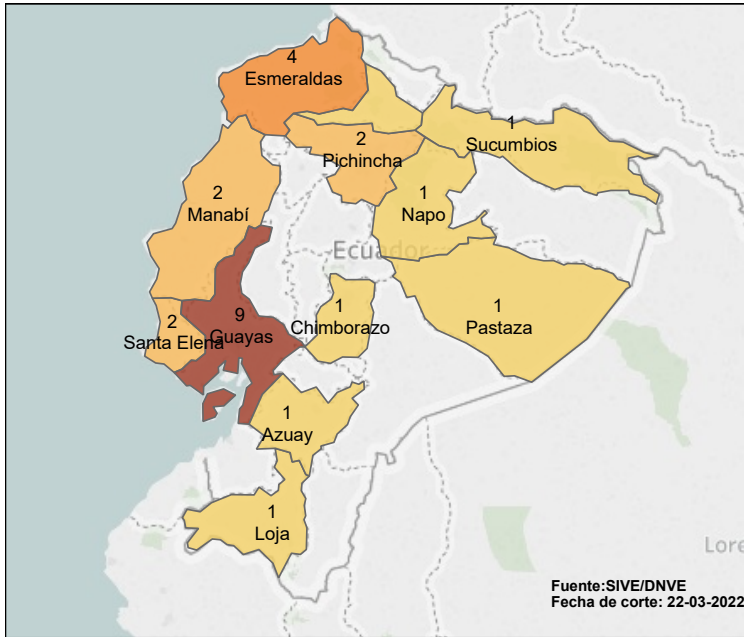 4
Esmeraldas
1
Sucumbios
2
Pichincha
2
Manabí
1
Napo
Ecuador
1
Pastaza
1
Chimborazo
9
Guayas
2
Santa Elena
1
Azuay
1
Loja
Lore
Fuente:SIVE/DNVE
Fecha de corte: 22-03-2022